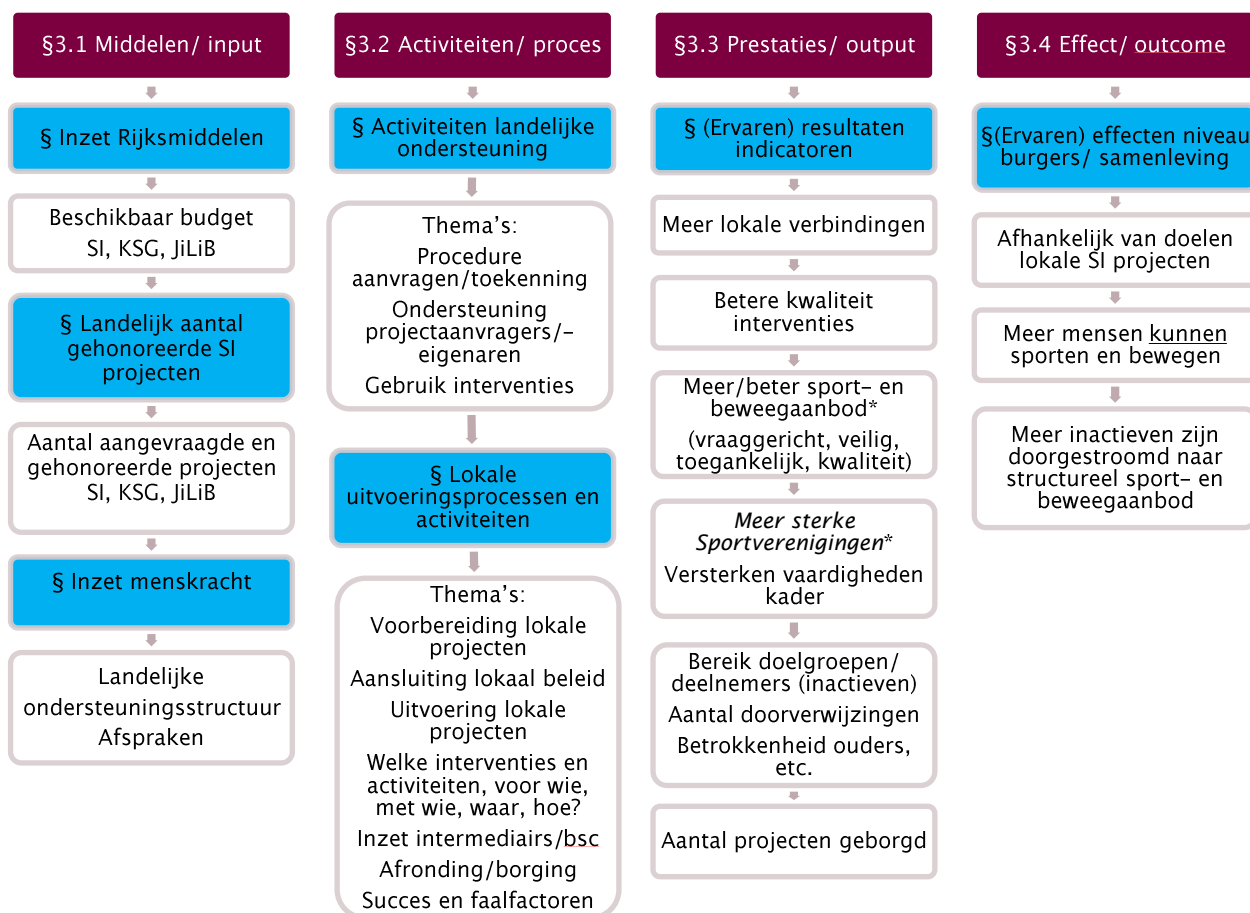 §3.1 Middelen/ input
§ Inzet Rijksmiddelen
Beschikbaar budget
SI, KSG, JiLiB
§ Landelijk aantal
gehonoreerde SI
projecten
Aantal aangevraagde en
gehonoreerde projecten
SI, KSG, JiLiB
§ Inzet menskracht
Landelijke
ondersteuningsstructuur
Afspraken
§3.2 Activiteiten/ proces
§ Activiteiten landelijke
ondersteuning
Thema's:
Procedure
aanvragen/toekenning
Ondersteuning
projectaanvragers/-
eigenaren
Gebruik interventies
§ Lokale
uitvoeringsprocessen en
activiteiten
Thema's:
Voorbereiding lokale
projecten
Aansluiting lokaal beleid
Uitvoering lokale
projecten
Welke interventies en
activiteiten, voor wie,
met wie, waar, hoe?
Inzet intermediairs/bsc
Afronding/borging
Succes en faalfactoren
§3.3 Prestaties/ output
§ (Ervaren) resultaten
indicatoren
Meer lokale verbindingen
Betere kwaliteit
interventies
Meer/beter sport- en
beweegaanbod*
(vraaggericht, veilig,
toegankelijk, kwaliteit)
Meer sterke
Sportverenigingen*
Versterken vaardigheden
kader
Bereik doelgroepen/
deelnemers (inactieven)
Aantal doorverwijzingen
Betrokkenheid ouders,
etc.
Aantal projecten geborgd
§3.4 Effect/ outcome
§(Ervaren) effecten niveau
burgers/ samenleving
Afhankelijk van doelen
lokale SI projecten
Meer mensen kunnen
sporten en bewegen
Meer inactieven zijn
doorgestroomd naar
structureel sport- en
beweegaanbod